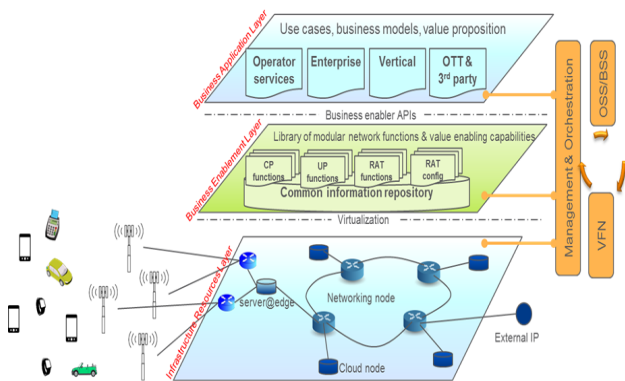 Business Application Layer
Use cases, business models, value proposition
Operator
services
Enterprise
Vertical
OTT &
3rd party
Business enabler APIs
Business Enablement Layer
Library of modular network functions & value enabling capabilities
CP
functions
UP
functions
RAT
functions
RAT
config
Common information repository
Virtualization
Infrastructure Resources Layer
Networking node
server@edge
Cloud node
External IP
Management & Orchestration
OSS/BSS
VFN